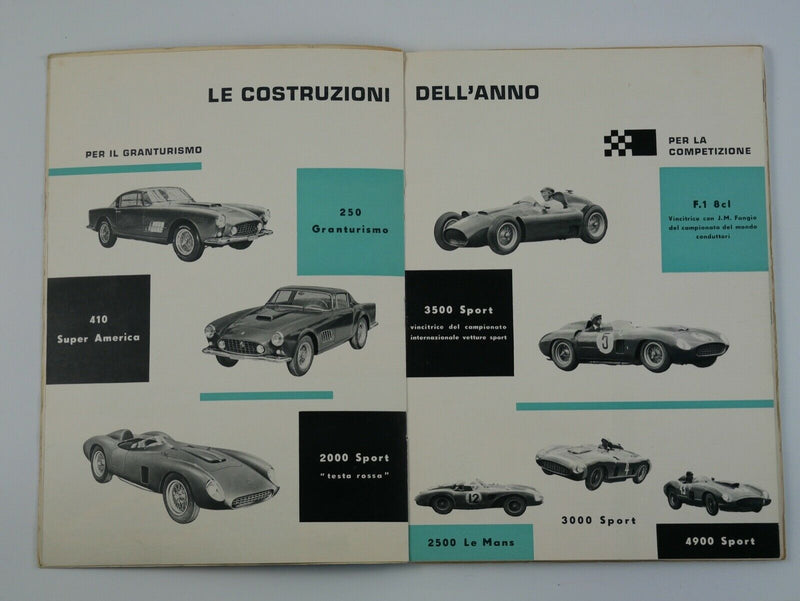 LE COSTRUZIONI DELL'ANNO
PER IL GRANTURISMO
250
Granturismo
410
Super America
2000 Sport
"testa rossa"
PER LA
COMPETIZIONE
F.1 8cl
Vincitrice con J.M. Fangio
del campionato del mondo
conduttori
3500 Sport
vincitrice del campionato
internazionale vetture sport
3
12
4
2500 Le Mans
3000 Sport
4900 Sport